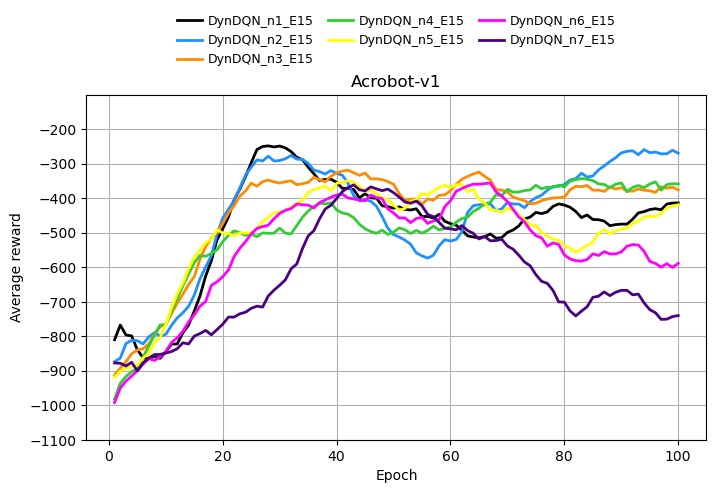 DynDQN_n1_E15 DynDQN_n4_E15 DynDQN_n6_E15
DynDQN_n2_E15 DynDQN_n5_E15 DynDQN_n7_E15
DynDQN_n3_E15
Acrobot-v1
−200
−300
−400
−500
−600
−700
−800
−900
−1000
−1100
Average reward
0 20 40 60 80 100
Epoch